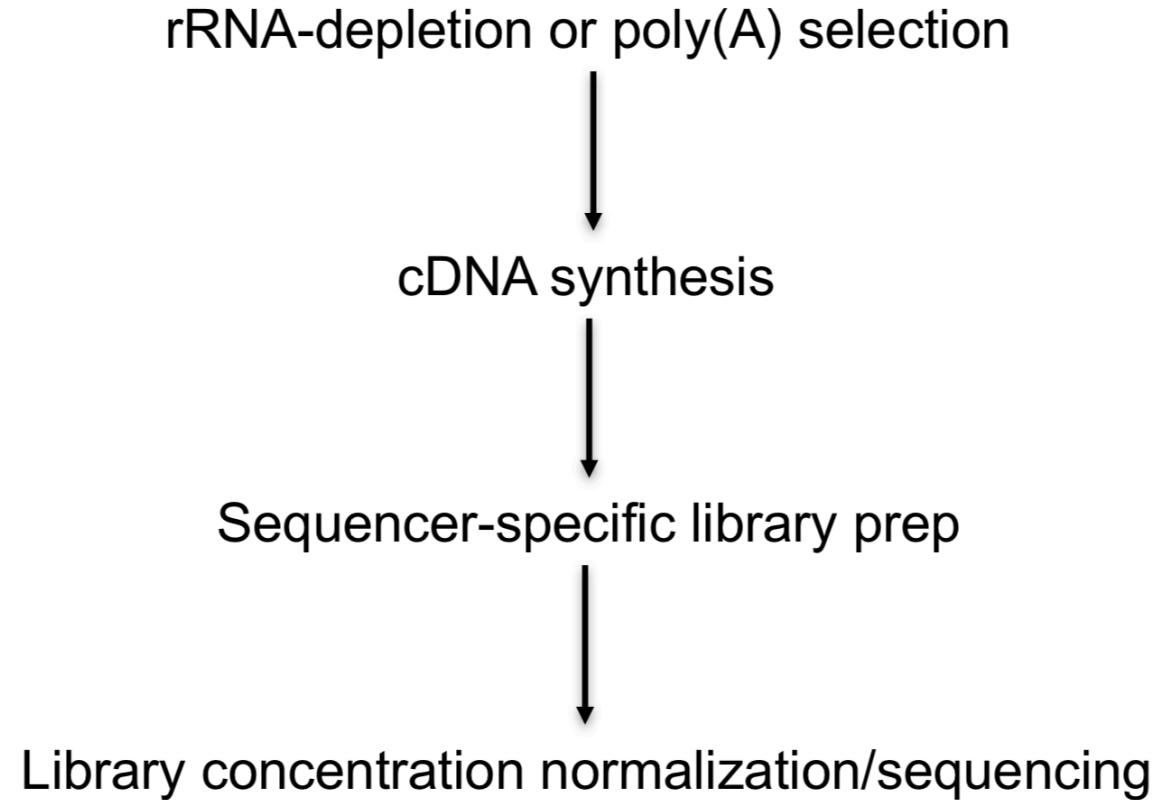 rRNA-depletion or poly(A) selection
cDNA synthesis
Sequencer-specific library prep
Library concentration normalization/sequencing